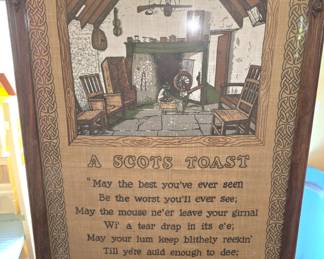 A SCOTS TOAST
"May the best you've ever seen
Be the worst you'll ever see;
May the mouse ne'er leave your girnal
Wi' a tear drap in its e'e;
May your lum keep blithely reekin'
Till ye're auld enough to dee;